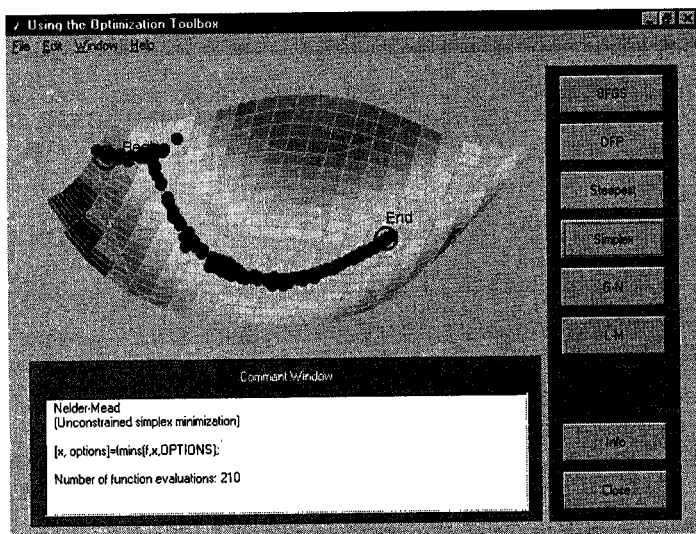 Using the Optimization Toolbox
File Edit Window Help
End
BFGS
DFP
Steepest
Simplex
G-N
L-M
Info
Close
Command Window
Nelder-Mead
(Unconstrained simplex minimization)
[x, options]=fmins(f,x,OPTIONS);
Number of function evaluations: 210